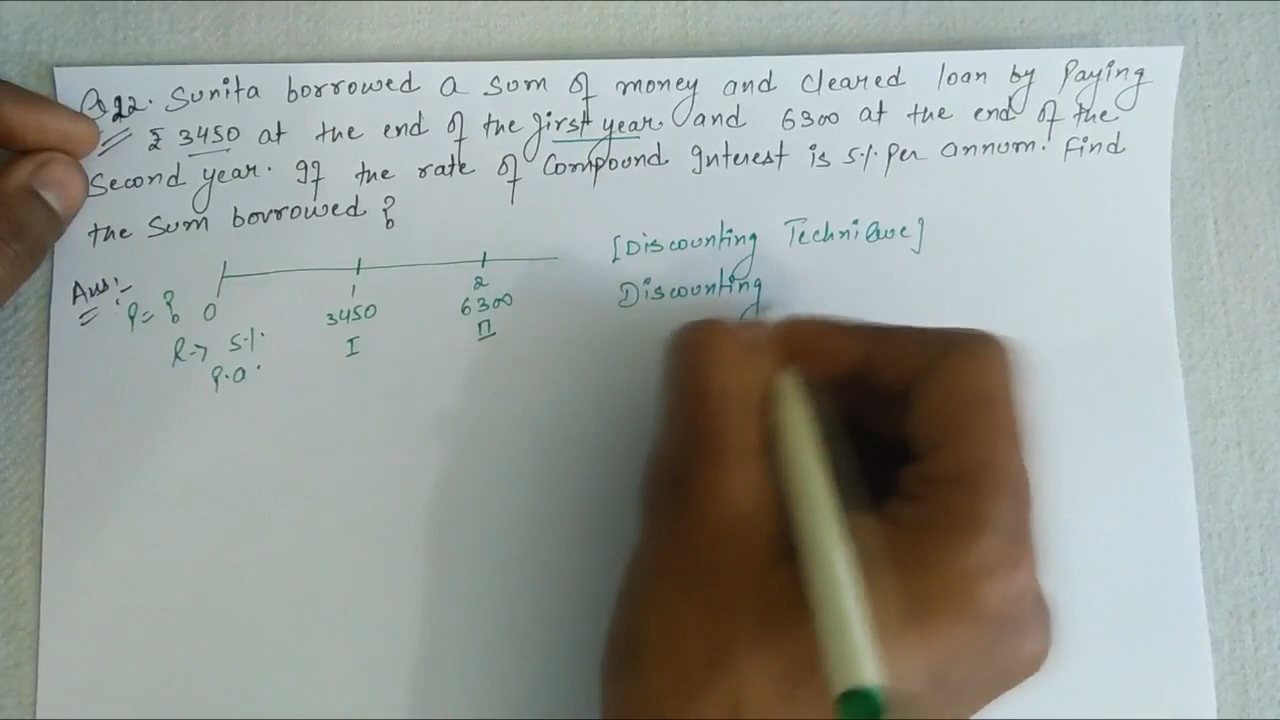 Q 22. Sunita borrowed a sum of money and cleared loan by Paying
₹ 3450 at the end of the first year and 6300 at the end of the
Second year. If the rate of Compound Interest is 5% per annum. Find
the Sum borrowed ?
[Discounting Technique]
Ans:-
Discounting
P = ? 0 1 2
3450 6300
R → 5% I II
P.a.